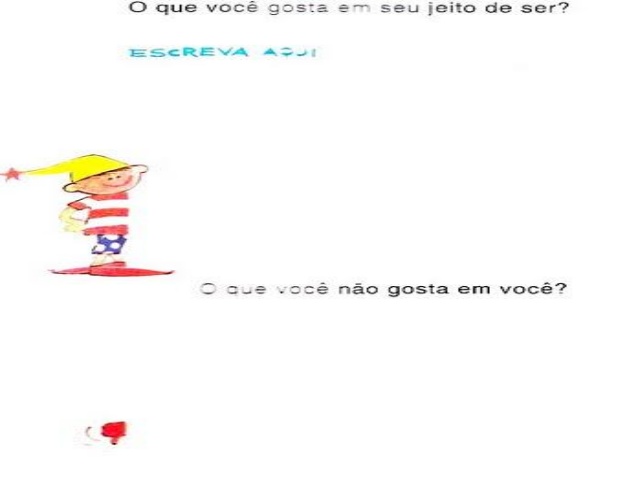 O que você gosta em seu jeito de ser?
ESCREVA AQUI
O que você não gosta em você?